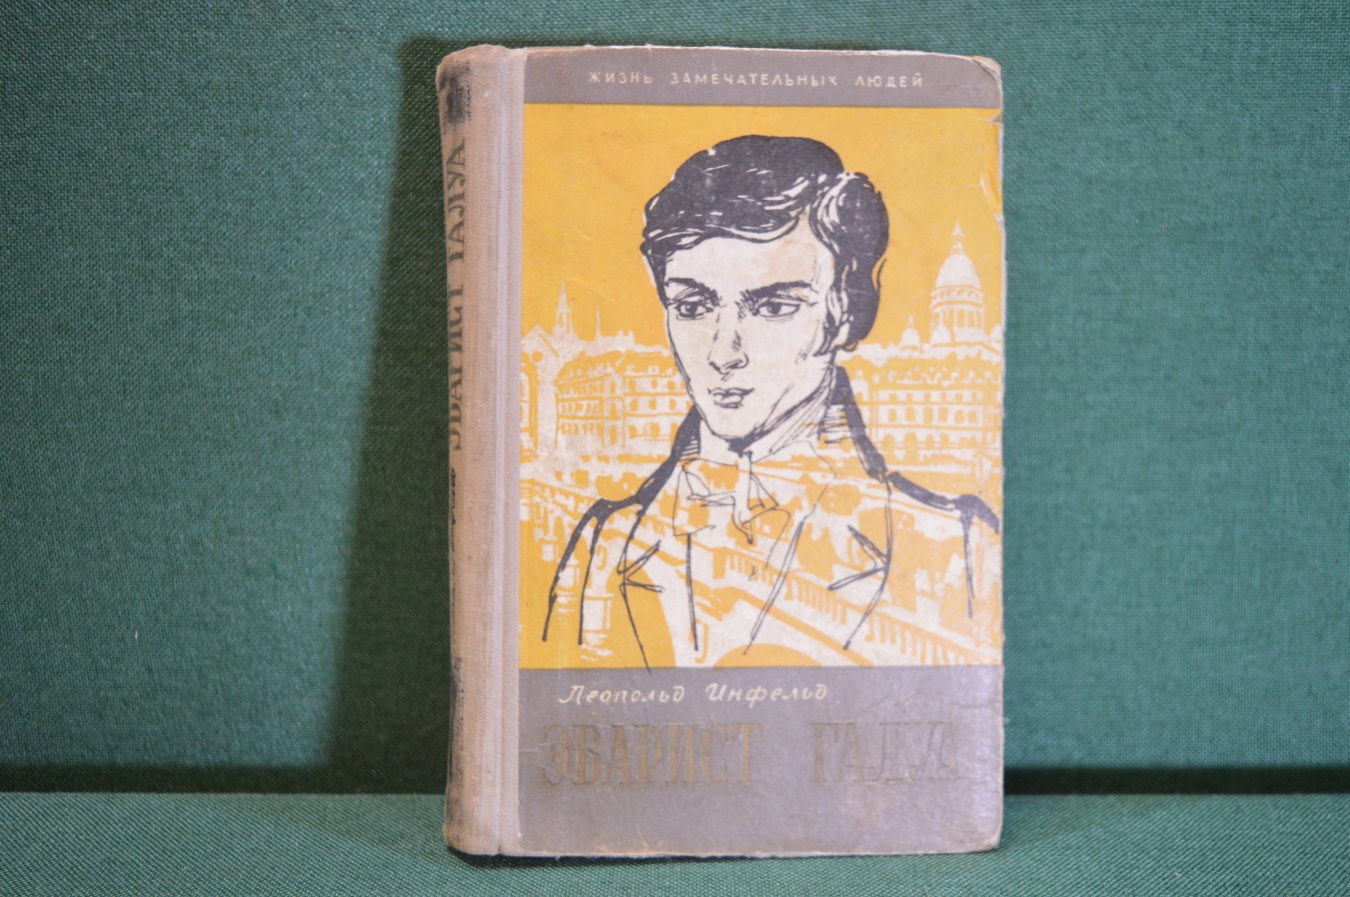 ЖИЗНЬ ЗАМЕЧАТЕЛЬНЫХ ЛЮДЕЙ
Леопольд Инфельд
ЭВАРИСТ ГАЛУА
ЭВАРИСТ ГАЛУА